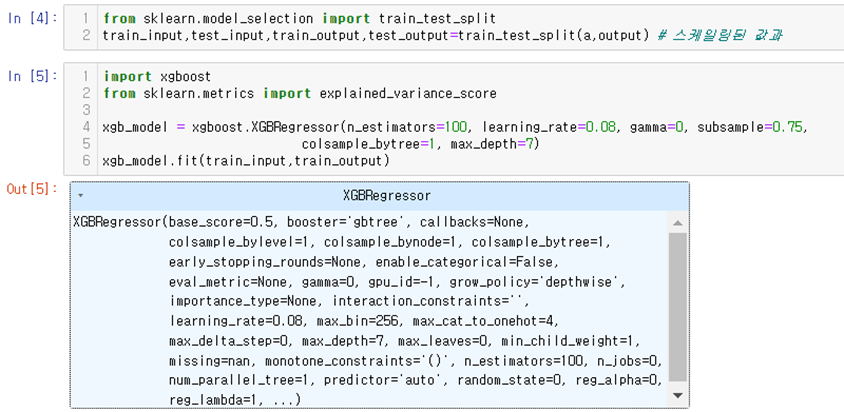 In [4]:
1 from sklearn.model_selection import train_test_split
2 train_input,test_input,train_output,test_output=train_test_split(a,output) # 스케일링된 값과
In [5]:
1 import xgboost
2 from sklearn.metrics import explained_variance_score
3
4 xgb_model = xgboost.XGBRegressor(n_estimators=100, learning_rate=0.08, gamma=0, subsample=0.75,
5 colsample_bytree=1, max_depth=7)
6 xgb_model.fit(train_input,train_output)
Out[5]:
XGBRegressor
XGBRegressor(base_score=0.5, booster='gbtree', callbacks=None,
colsample_bylevel=1, colsample_bynode=1, colsample_bytree=1,
early_stopping_rounds=None, enable_categorical=False,
eval_metric=None, gamma=0, gpu_id=-1, grow_policy='depthwise',
importance_type=None, interaction_constraints='',
learning_rate=0.08, max_bin=256, max_cat_to_onehot=4,
max_delta_step=0, max_depth=7, max_leaves=0, min_child_weight=1,
missing=nan, monotone_constraints='()', n_estimators=100, n_jobs=0,
num_parallel_tree=1, predictor='auto', random_state=0, reg_alpha=0,
reg_lambda=1, ...)